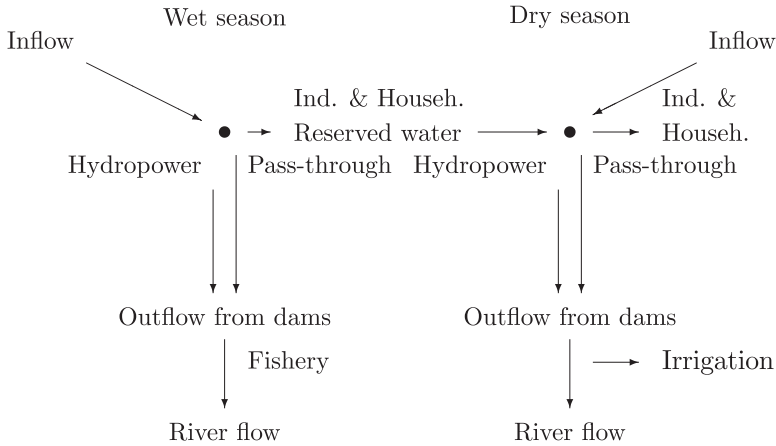 Wet season
Dry season
Inflow
Inflow
Ind. & Househ.
Ind. &
Reserved water
Househ.
Hydropower
Pass-through
Hydropower
Pass-through
Outflow from dams
Outflow from dams
Fishery
Irrigation
River flow
River flow